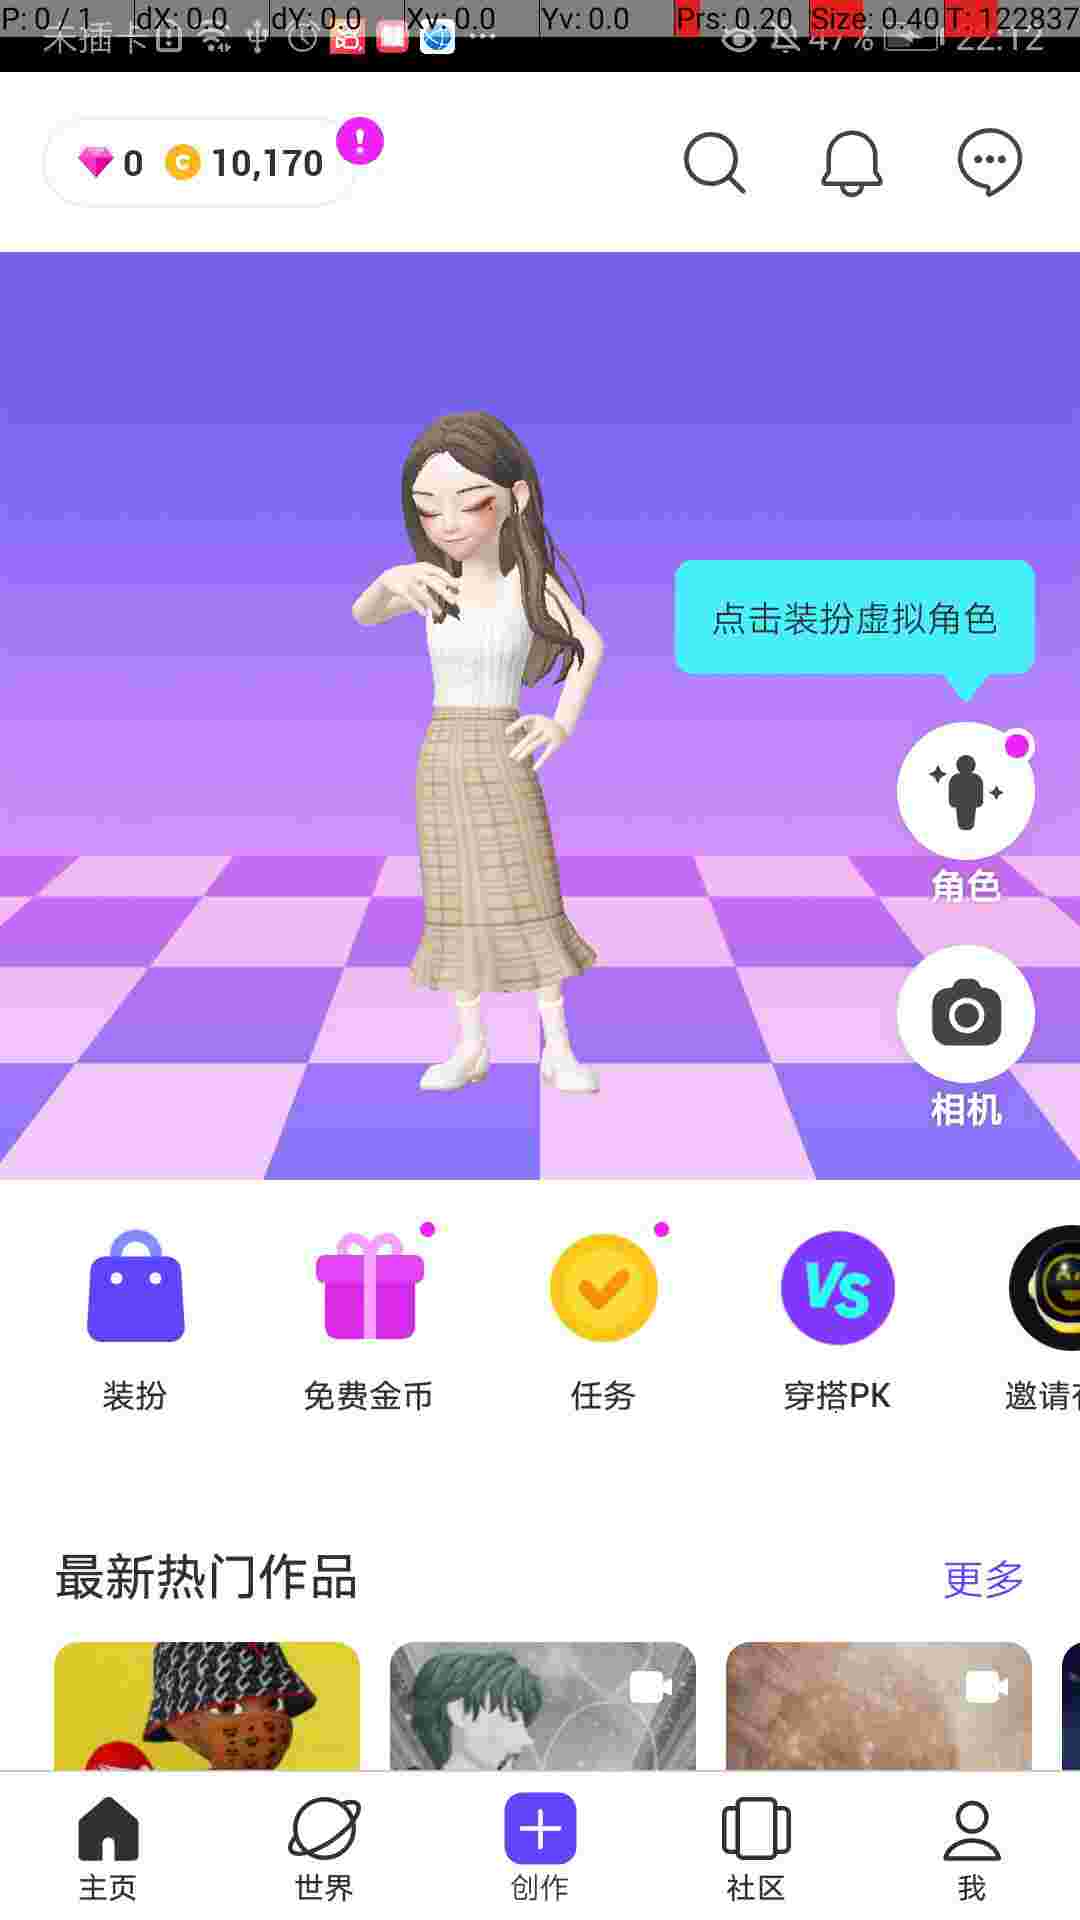 P: 0 / 1 dX: 0.0 dY: 0.0 Xv: 0.0 Yv: 0.0 Prs: 0.20 Size: 0.40 T: 122837
未插卡 47% 22:12
0 C 10,170 !
点击装扮虚拟角色
角色
相机
VS
装扮 免费金币 任务 穿搭PK 邀请
最新热门作品 更多
主页 世界 创作 社区 我